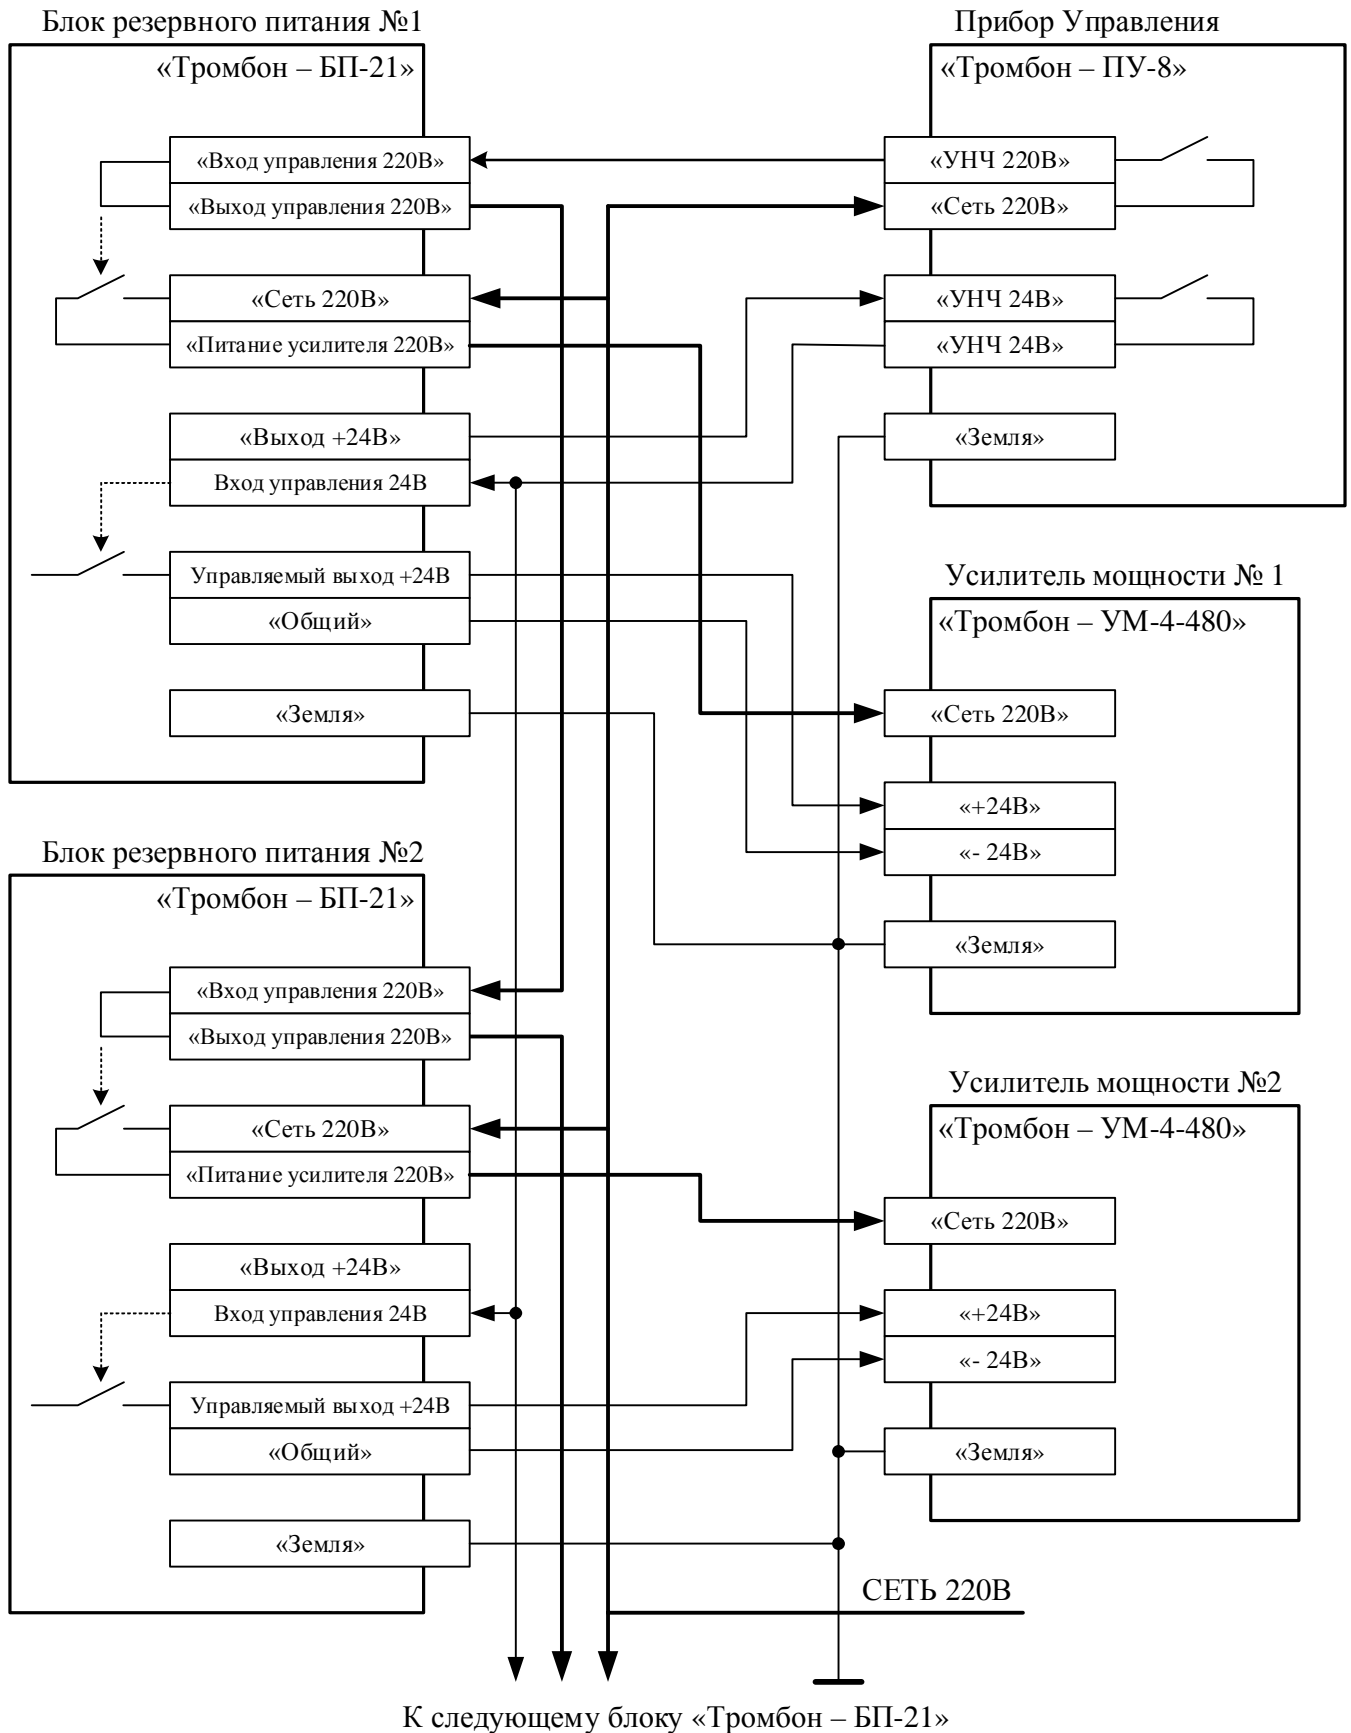 Блок резервного питания №1
«Тромбон – БП-21»
«Вход управления 220В»
«Выход управления 220В»
«Сеть 220В»
«Питание усилителя 220В»
«Выход +24В»
Вход управления 24В
Управляемый выход +24В
«Общий»
«Земля»
Прибор Управления
«Тромбон – ПУ-8»
«УНЧ 220В»
«Сеть 220В»
«УНЧ 24В»
«УНЧ 24В»
«Земля»
Усилитель мощности № 1
«Тромбон – УМ-4-480»
«Сеть 220В»
«+24В»
«- 24В»
«Земля»
Блок резервного питания №2
«Тромбон – БП-21»
«Вход управления 220В»
«Выход управления 220В»
«Сеть 220В»
«Питание усилителя 220В»
«Выход +24В»
Вход управления 24В
Управляемый выход +24В
«Общий»
«Земля»
Усилитель мощности №2
«Тромбон – УМ-4-480»
«Сеть 220В»
«+24В»
«- 24В»
«Земля»
СЕТЬ 220В
К следующему блоку «Тромбон – БП-21»